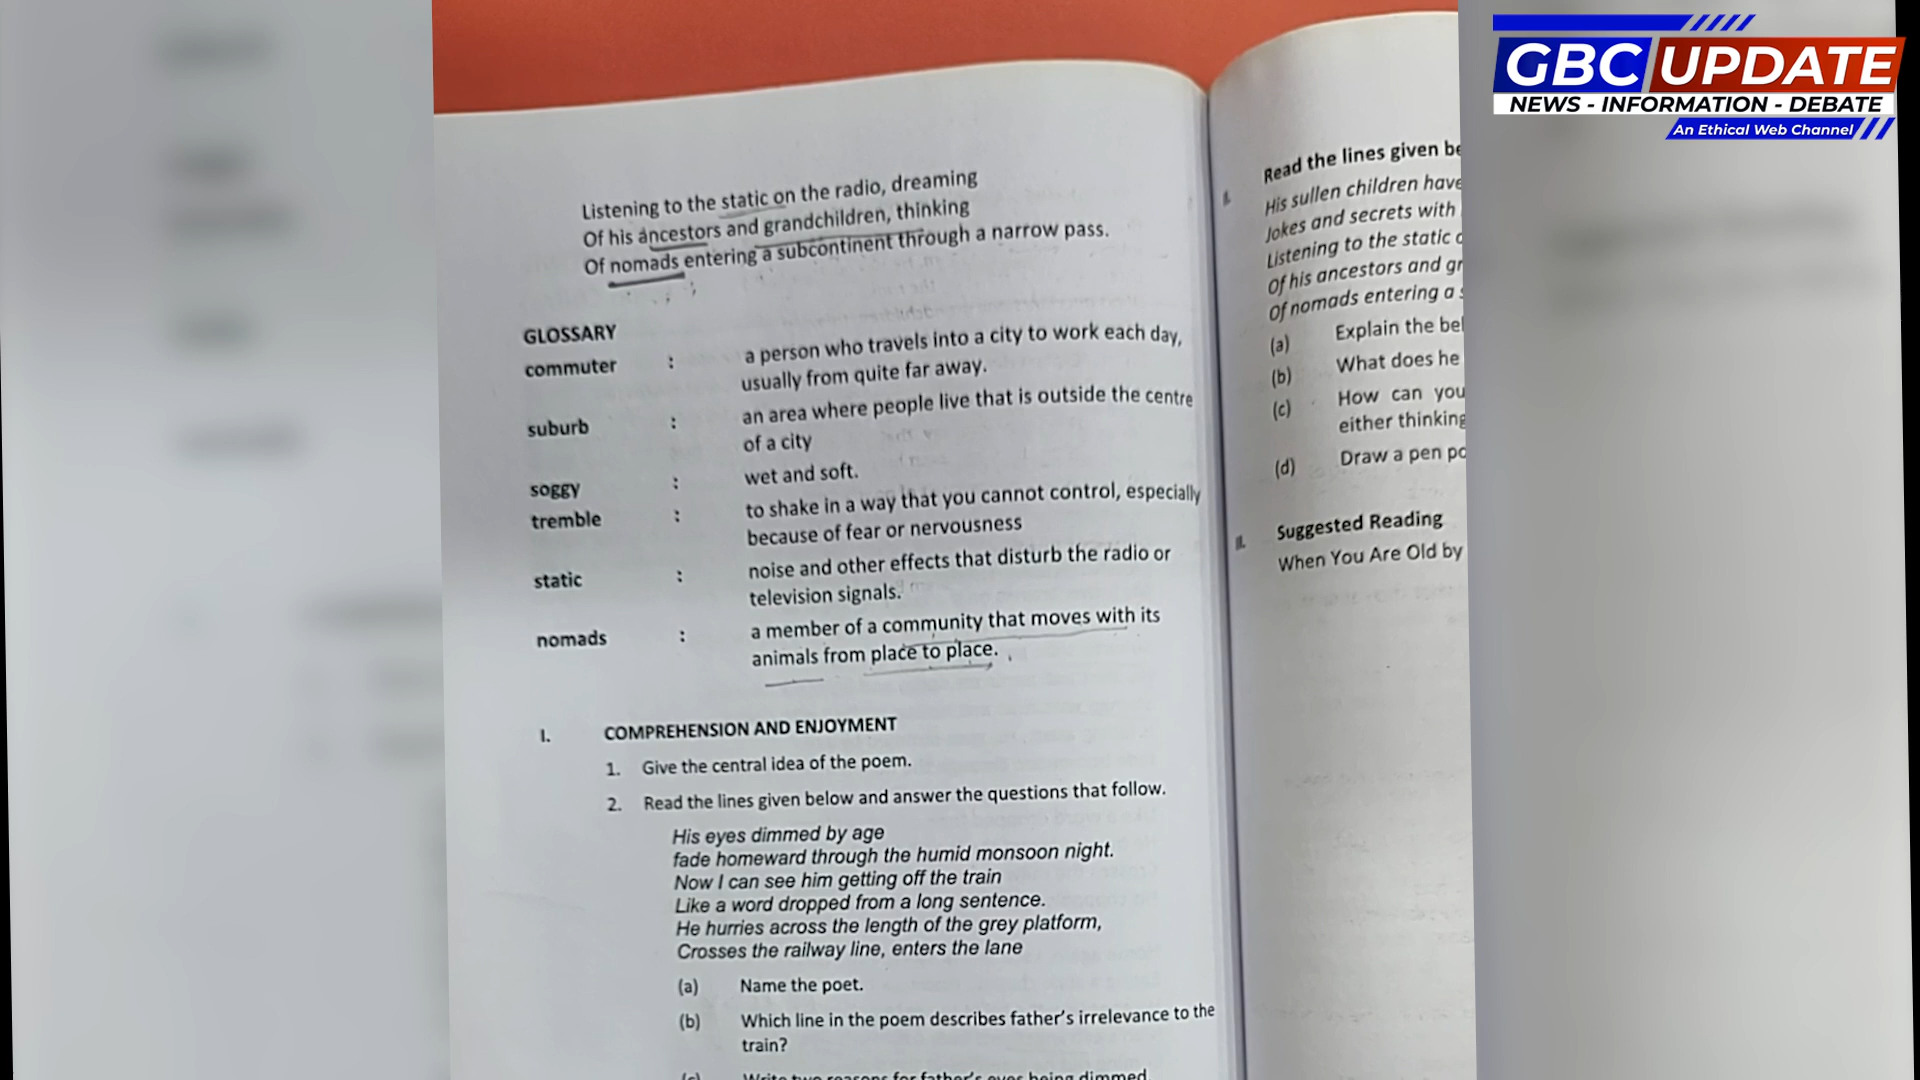 GBC UPDATE
NEWS - INFORMATION - DEBATE
An Ethical Web Channel
Listening to the static on the radio, dreaming
Of his ancestors and grandchildren, thinking
Of nomads entering a subcontinent through a narrow pass.
GLOSSARY
commuter : a person who travels into a city to work each day,
usually from quite far away.
suburb : an area where people live that is outside the centre
of a city
soggy : wet and soft.
tremble : to shake in a way that you cannot control, especially
because of fear or nervousness
static : noise and other effects that disturb the radio or
television signals.
nomads : a member of a community that moves with its
animals from place to place.
I. COMPREHENSION AND ENJOYMENT
1. Give the central idea of the poem.
2. Read the lines given below and answer the questions that follow.
His eyes dimmed by age
fade homeward through the humid monsoon night.
Now I can see him getting off the train
Like a word dropped from a long sentence.
He hurries across the length of the grey platform,
Crosses the railway line, enters the lane
(a) Name the poet.
(b) Which line in the poem describes father's irrelevance to the
train?
(c) Write two reasons for father's eyes being dimmed
Read the lines given
His sullen children have
Jokes and secrets with
Listening to the static
Of his ancestors and
Of nomads entering a
(a) Explain the
(b) What does he
(c) How can you
either thinking
(d) Draw a pen
II. Suggested Reading
When You Are Old by